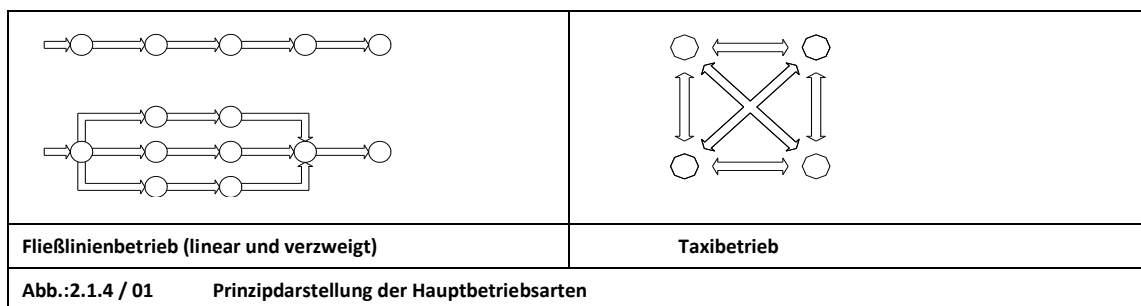 Fließlinienbetrieb (linear und verzweigt)
Taxibetrieb
Abb.:2.1.4 / 01 Prinzipdarstellung der Hauptbetriebsarten